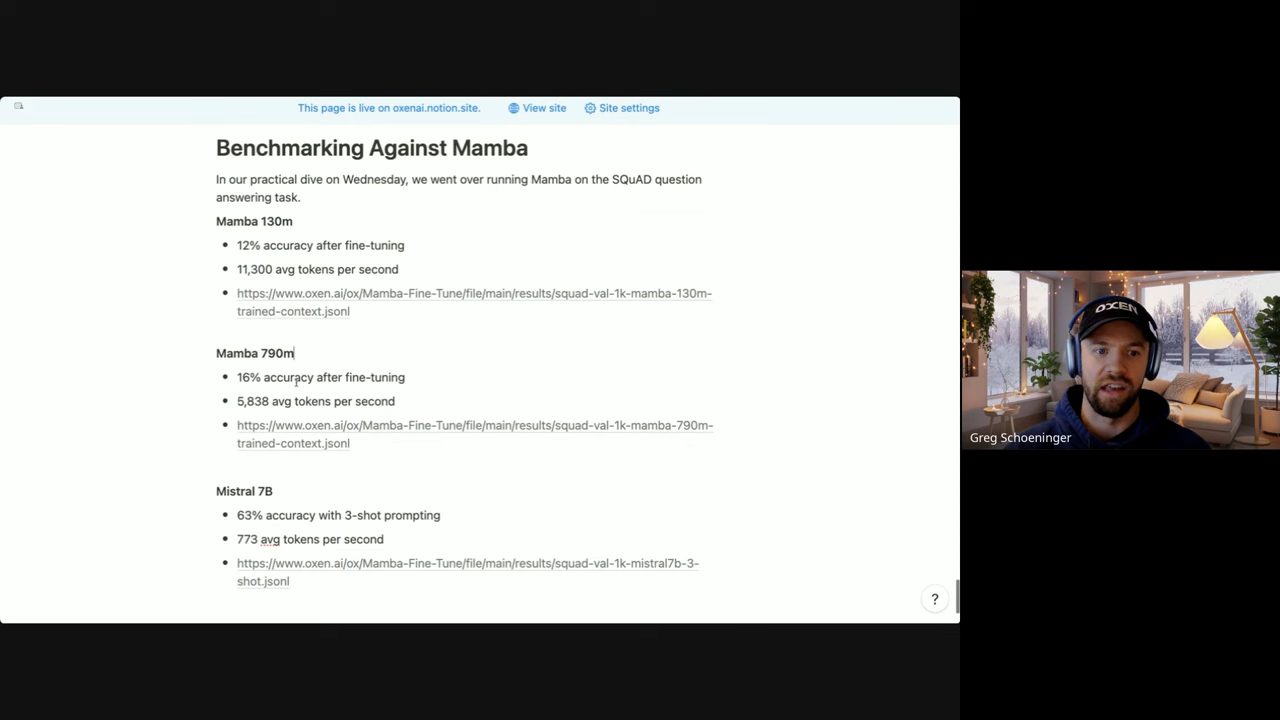 This page is live on oxenai.notion.site. View site Site settings
Benchmarking Against Mamba
In our practical dive on Wednesday, we went over running Mamba on the SQuAD question
answering task.
Mamba 130m
12% accuracy after fine-tuning
11,300 avg tokens per second
https://www.oxen.ai/ox/Mamba-Fine-Tune/file/main/results/squad-val-1k-mamba-130m-
trained-context.jsonl
Mamba 790m
16% accuracy after fine-tuning
5,838 avg tokens per second
https://www.oxen.ai/ox/Mamba-Fine-Tune/file/main/results/squad-val-1k-mamba-790m-
trained-context.jsonl
Mistral 7B
63% accuracy with 3-shot prompting
773 avg tokens per second
https://www.oxen.ai/ox/Mamba-Fine-Tune/file/main/results/squad-val-1k-mistral7b-3-
shot.jsonl
?
OXEN
Greg Schoeninger